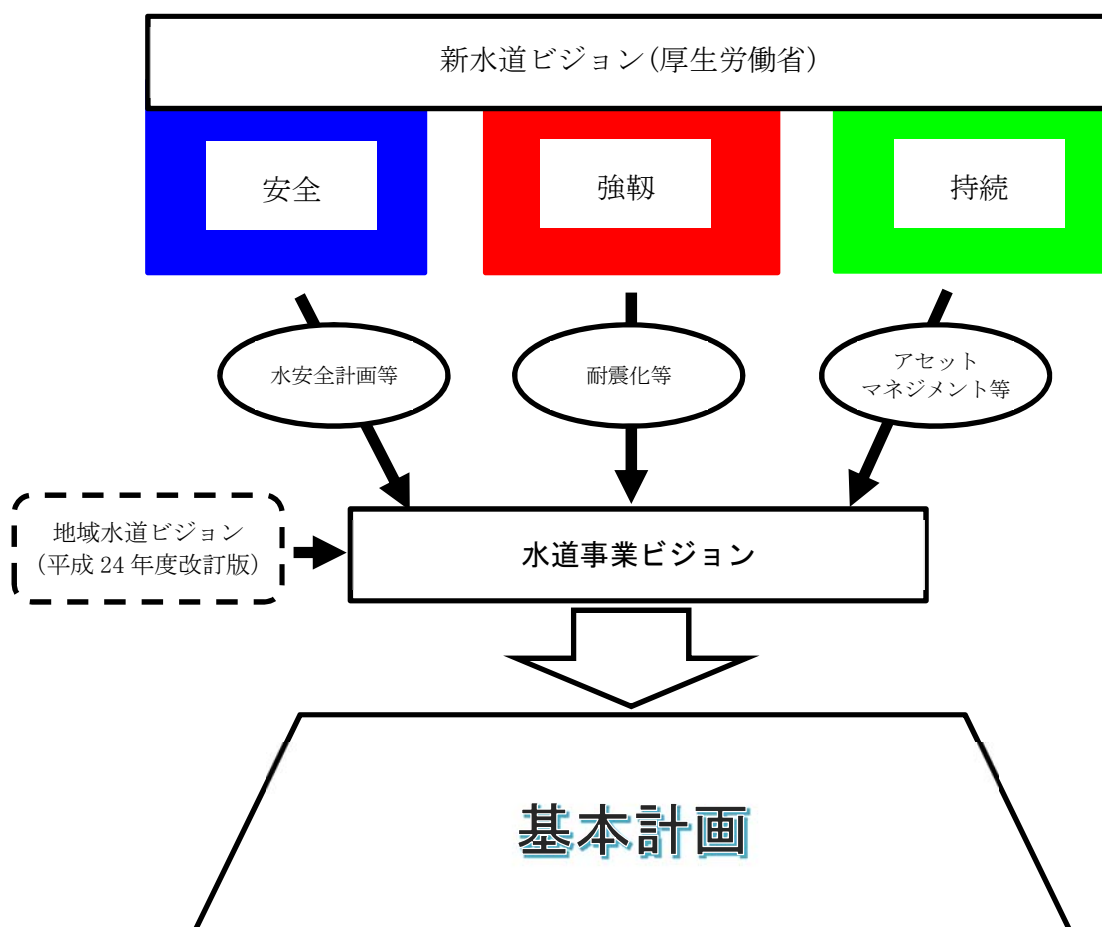 新水道ビジョン(厚生労働省)
安全
強靱
持続
水安全計画等
耐震化等
アセット
マネジメント等
地域水道ビジョン
(平成 24 年度改訂版)
水道事業ビジョン
基本計画